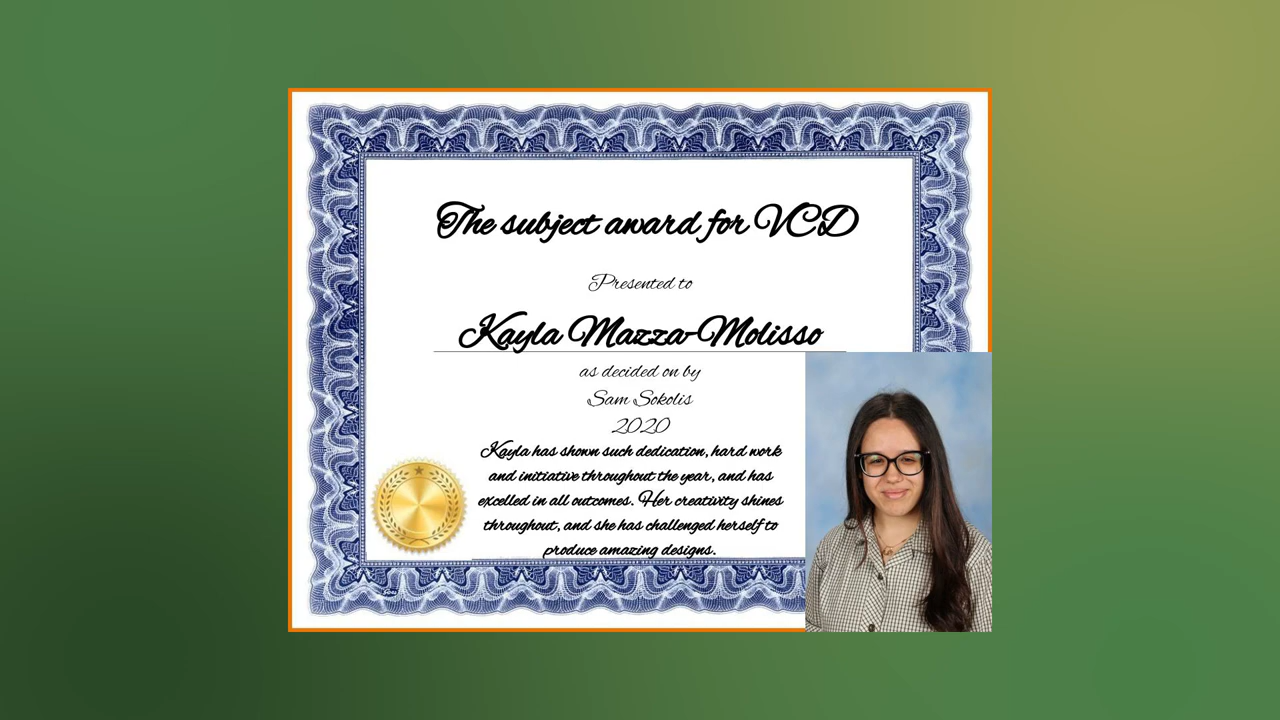 The subject award for VCD
Presented to
Kayla Mazza-Molisso
as decided on by
Sam Sokolis
2020
Kayla has shown such dedication, hard work
and initiative throughout the year, and has
excelled in all outcomes. Her creativity shines
throughout, and she has challenged herself to
produce amazing designs.